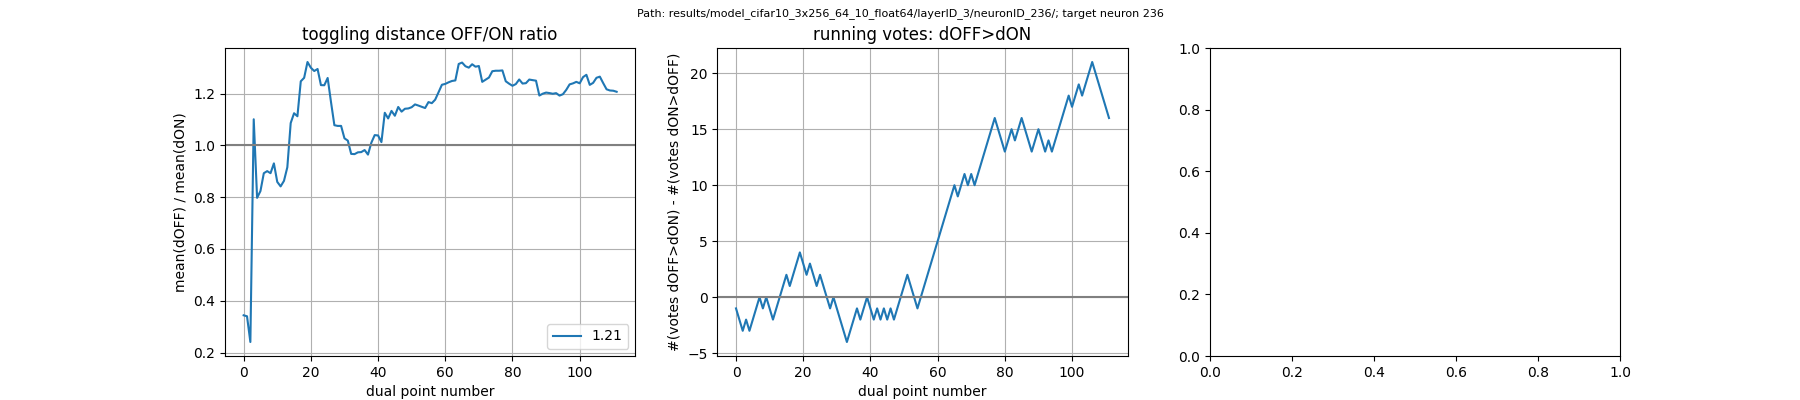 Path: results/model_cifar10_3x256_64_10_float64/layerID_3/neuronID_236/; target neuron 236
toggling distance OFF/ON ratio
mean(dOFF) / mean(dON)
1.2
1.0
0.8
0.6
0.4
0.2
0 20 40 60 80 100
dual point number
1.21
running votes: dOFF>dON
#(votes dOFF>dON) - #(votes dON>dOFF)
20
15
10
5
0
−5
0 20 40 60 80 100
dual point number
1.0
0.8
0.6
0.4
0.2
0.0
0.0 0.2 0.4 0.6 0.8 1.0